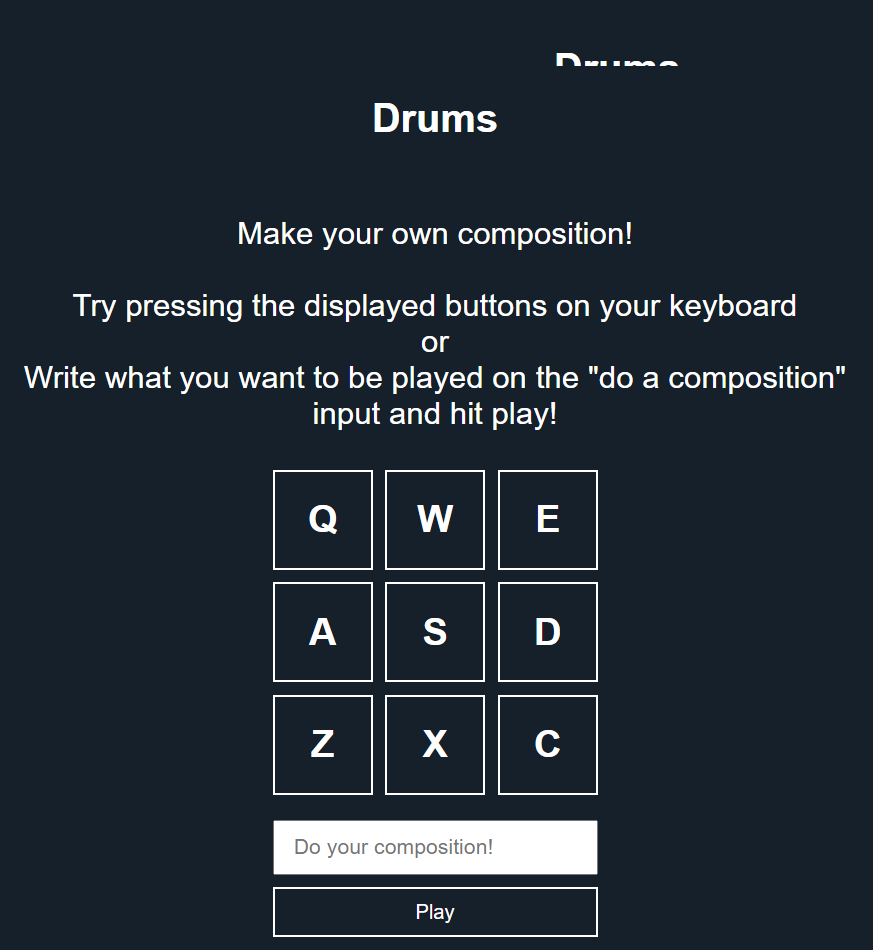 Drums
Drums
Make your own composition!
Try pressing the displayed buttons on your keyboard
or
Write what you want to be played on the "do a composition"
input and hit play!
Q W E
A S D
Z X C
Do your composition!
Play